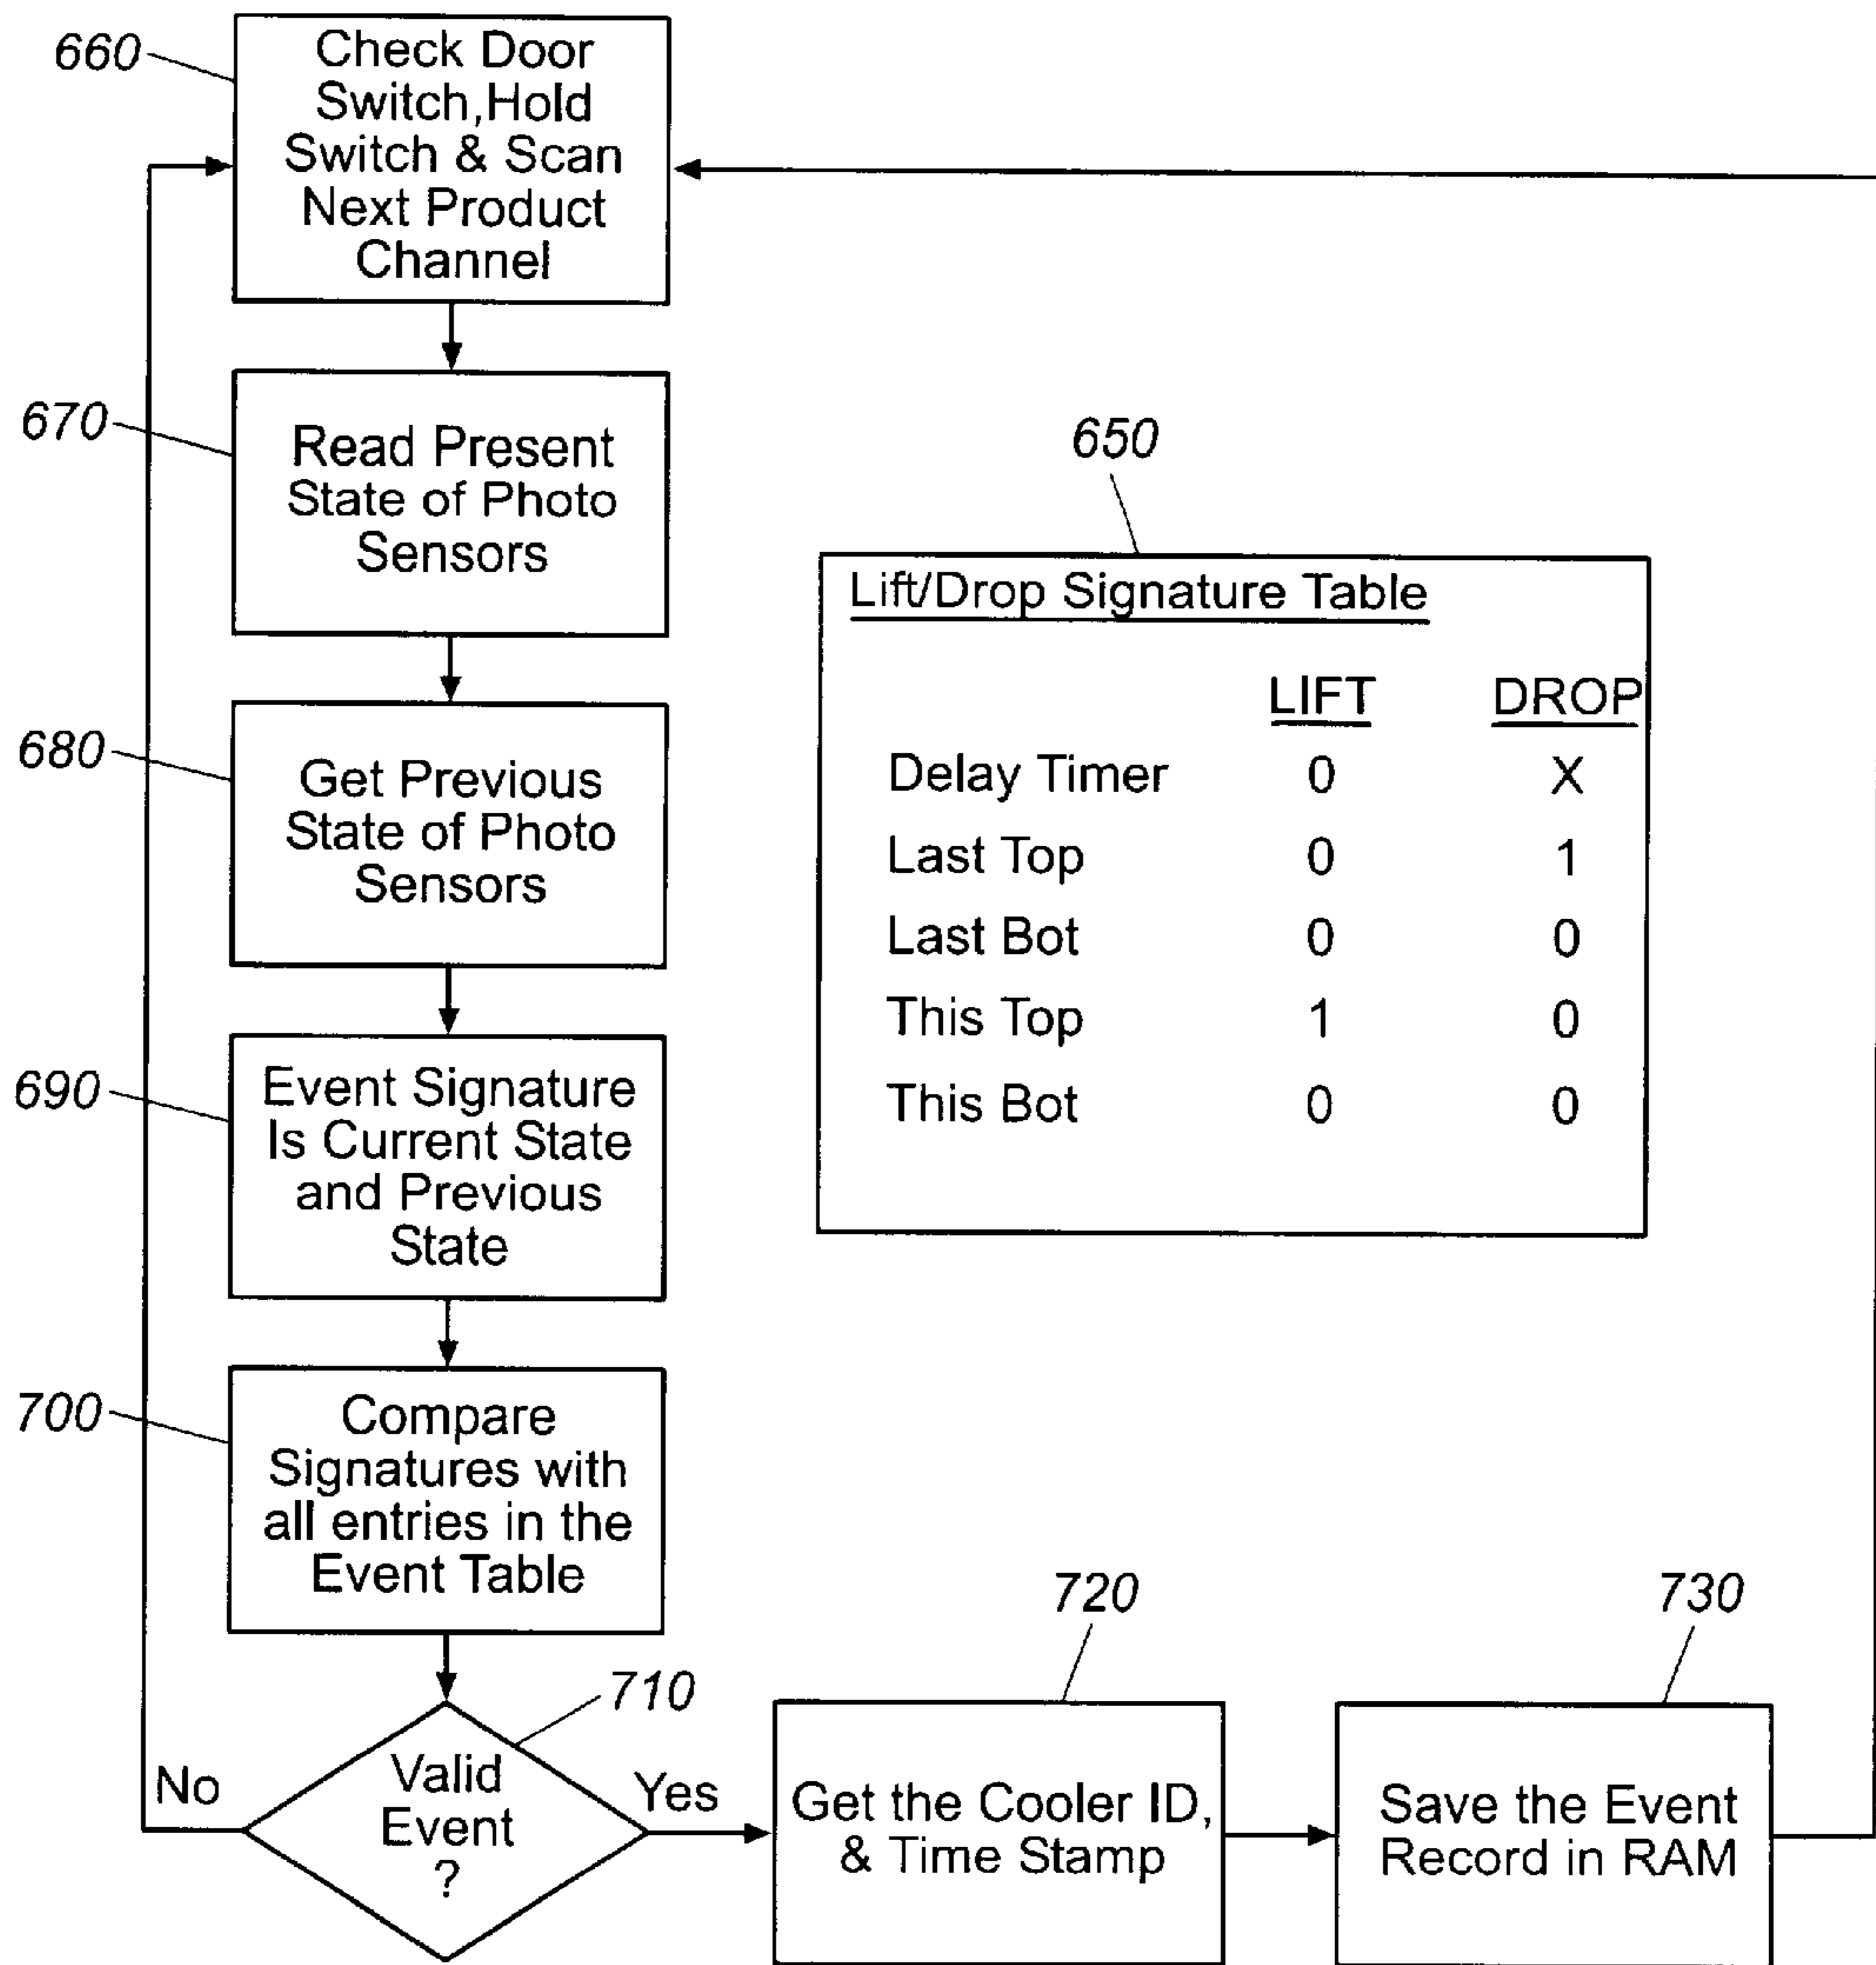 660
Check Door
Switch,Hold
Switch & Scan
Next Product
Channel
670
Read Present
State of Photo
Sensors
680
Get Previous
State of Photo
Sensors
690
Event Signature
Is Current State
and Previous
State
700
Compare
Signatures with
all entries in the
Event Table
710
Valid
Event
?
No
Yes
720
Get the Cooler ID,
& Time Stamp
730
Save the Event
Record in RAM
650
Lift/Drop Signature Table
LIFT DROP
Delay Timer 0 X
Last Top 0 1
Last Bot 0 0
This Top 1 0
This Bot 0 0